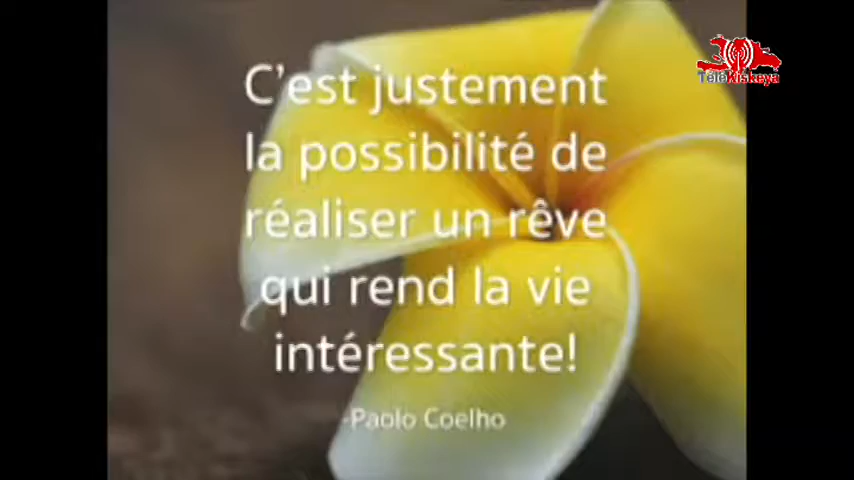 TéléKiskeya
C'est justement
la possibilité de
réaliser un rêve
qui rend la vie
intéressante!
-Paolo Coelho